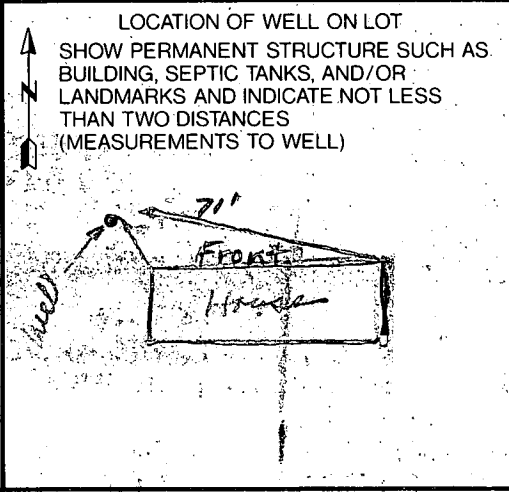 LOCATION OF WELL ON LOT
N
SHOW PERMANENT STRUCTURE SUCH AS
BUILDING, SEPTIC TANKS, AND/OR
LANDMARKS AND INDICATE NOT LESS
THAN TWO DISTANCES
(MEASUREMENTS TO WELL)
71'
Front
House
well